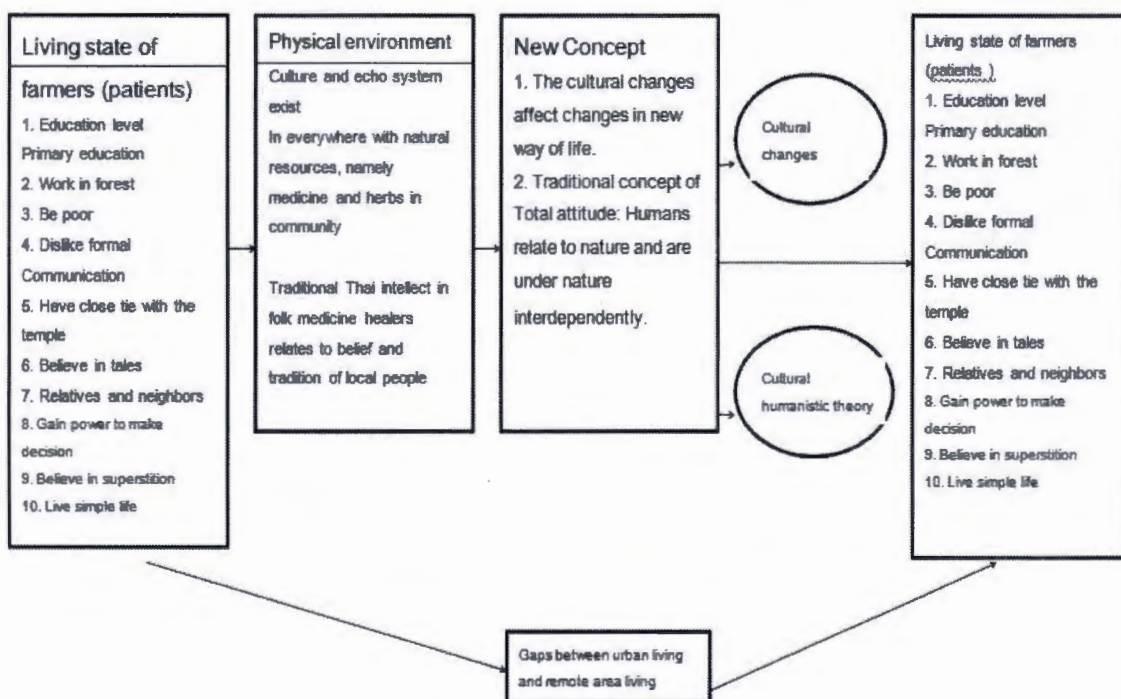 Living state of
farmers (patients)
1. Education level
Primary education
2. Work in forest
3. Be poor
4. Dislike formal
Communication
5. Have close tie with the
temple
6. Believe in tales
7. Relatives and neighbors
8. Gain power to make
decision
9. Believe in superstition
10. Live simple life
Physical environment
Culture and echo system
exist
In everywhere with natural
resources, namely
medicine and herbs in
community
Traditional Thai intellect in
folk medicine healers
relates to belief and
tradition of local people
New Concept
1. The cultural changes
affect changes in new
way of life.
2. Traditional concept of
Total attitude: Humans
relate to nature and are
under nature
interdependently.
Cultural
changes
Cultural
humanistic theory
Living state of farmers
(patients )
1. Education level
Primary education
2. Work in forest
3. Be poor
4. Dislike formal
Communication
5. Have close tie with the
temple
6. Believe in tales
7. Relatives and neighbors
8. Gain power to make
decision
9. Believe in superstition
10. Live simple life
Gaps between urban living
and remote area living